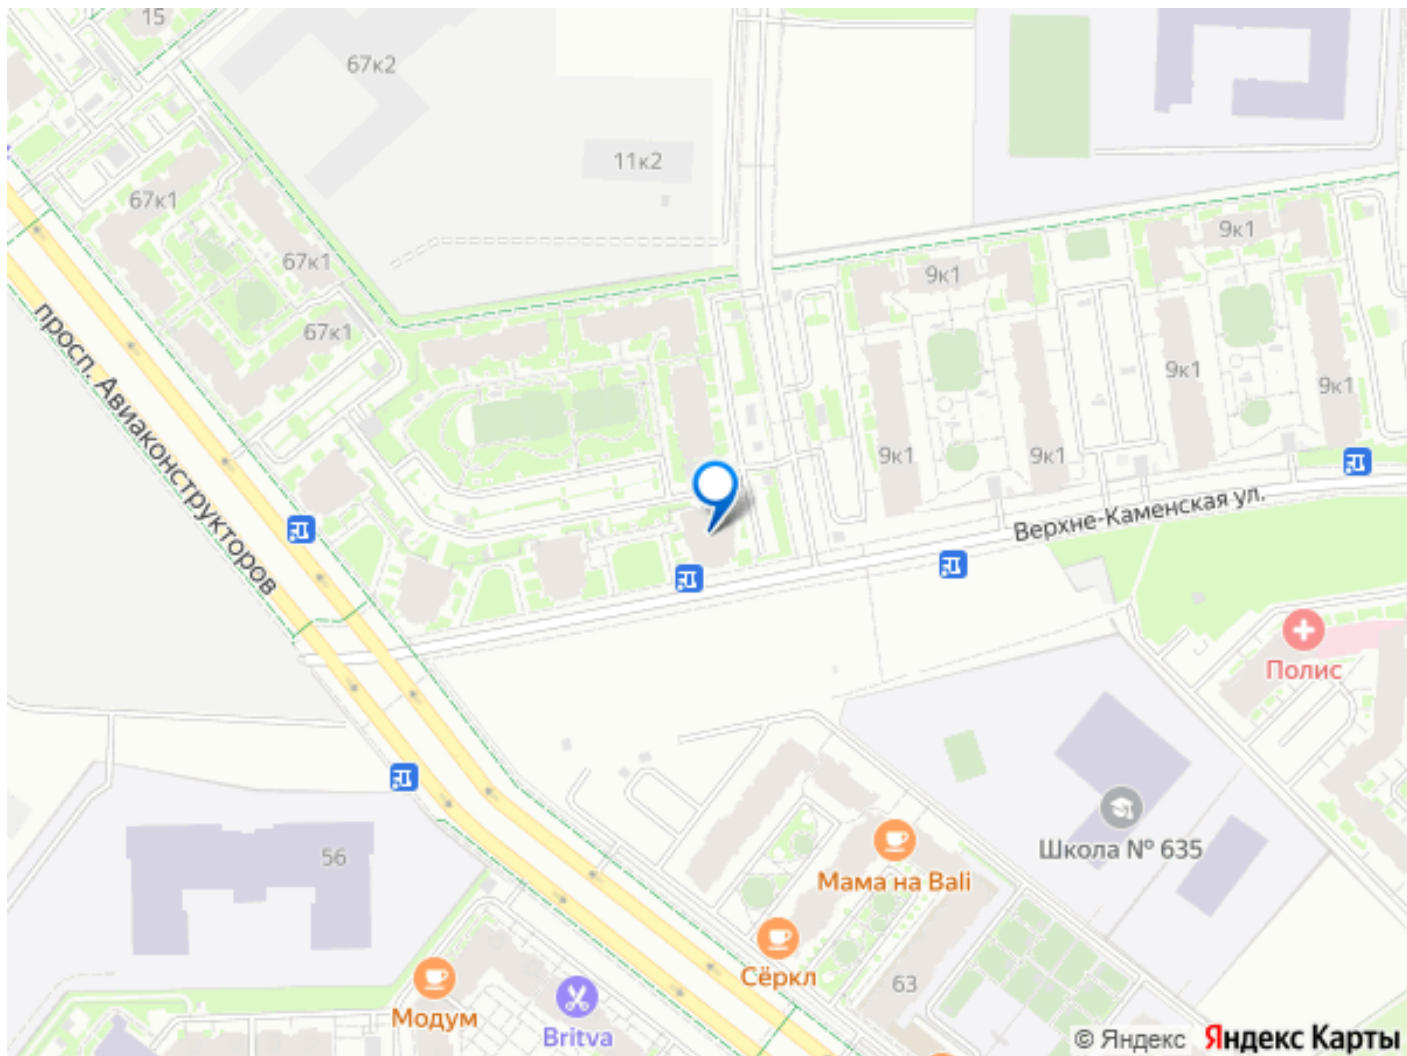 15
67к2
11к2
67к1
9к1
9к1
67к1
67к1
9к1
9к1
просп. Авиаконструкторов
9к1
9к1
Верхне-Каменская ул.
Полис
Школа № 635
56
Мама на Bali
Сёркл
63
Модум
Britva
© Яндекс Яндекс Карты